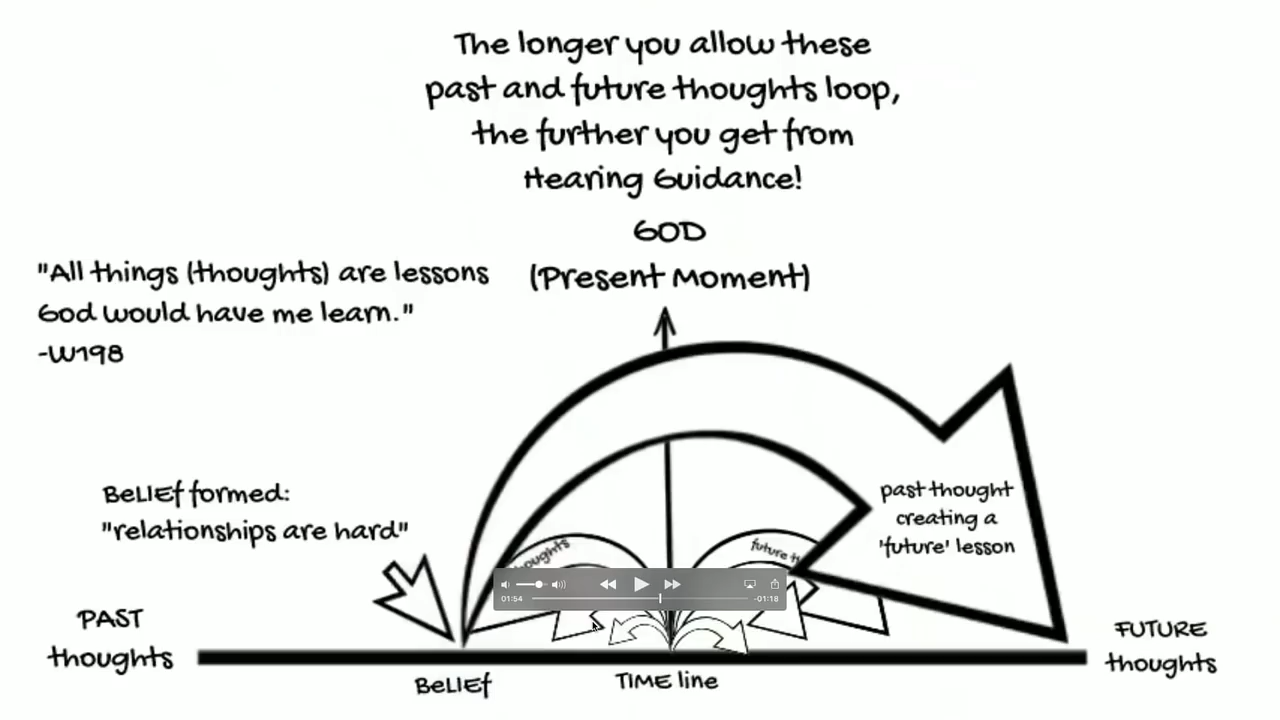 The longer you allow these
past and future thoughts loop,
the further you get from
Hearing Guidance!
GOD
(Present Moment)
"All things (thoughts) are lessons
God would have me learn."
-W198
BeLIEf formed:
"relationships are hard"
past thought
creating a
'future' lesson
thoughts
future
01:54
-01:18
PAST
thoughts
FUTURE
thoughts
BeLIEf
TIME line